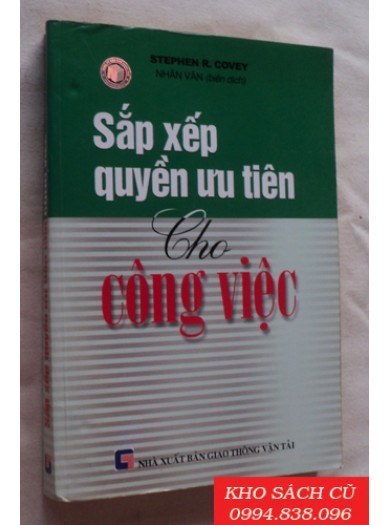 STEPHEN R. COVEY
NHÂN VĂN (biên dịch)
Sắp xếp
quyền ưu tiên
Cho
công việc
NHÀ XUẤT BẢN GIAO THÔNG VẬN TẢI
KHO SÁCH CŨ
0994.838.096